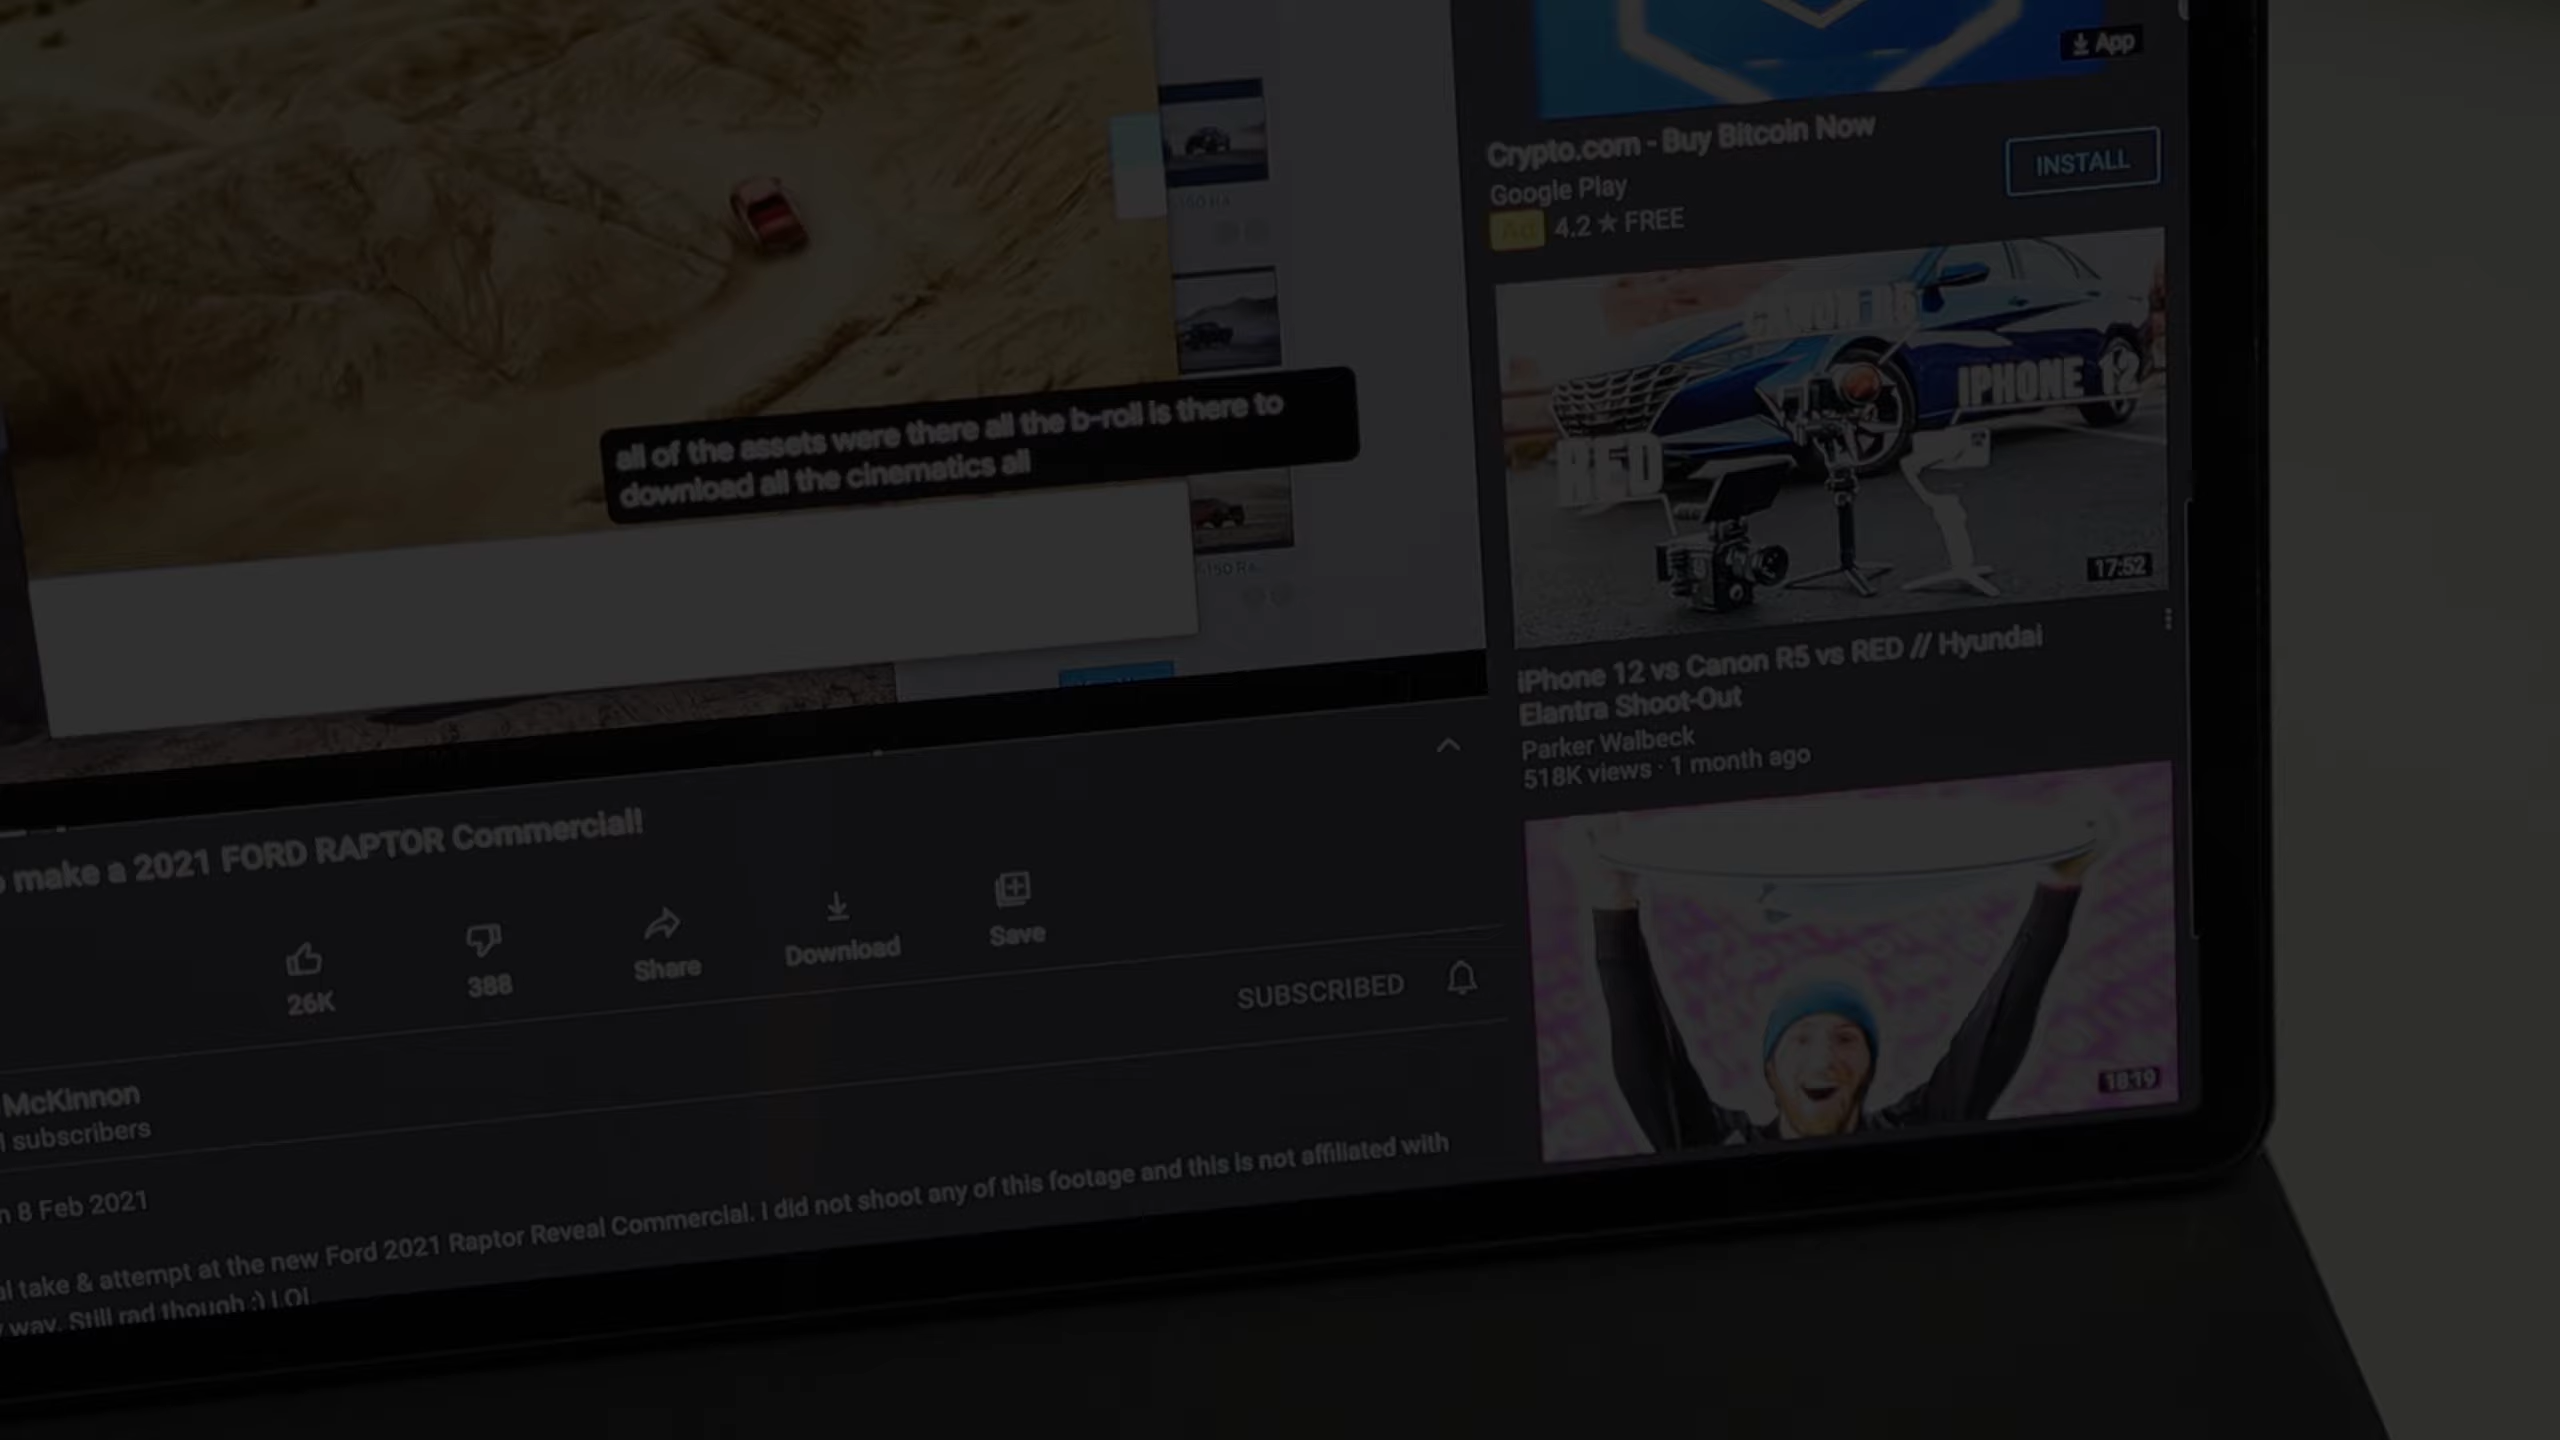 all of the assets were there all the b-roll is there to
download all the cinematics all
make a 2021 FORD RAPTOR Commercial!
26K
388
Share
Download
Save
McKinnon
subscribers
SUBSCRIBED
8 Feb 2021
take & attempt at the new Ford 2021 Raptor Reveal Commercial. I did not shoot any of this footage and this is not affiliated with
way. Still rad though :) LOL
App
Crypto.com - Buy Bitcoin Now
Google Play
INSTALL
Ad 4.2 ★ FREE
CANON R5
IPHONE 12
RED
17:52
iPhone 12 vs Canon R5 vs RED // Hyundai
Elantra Shoot-Out
Parker Walbeck
518K views · 1 month ago
18:19